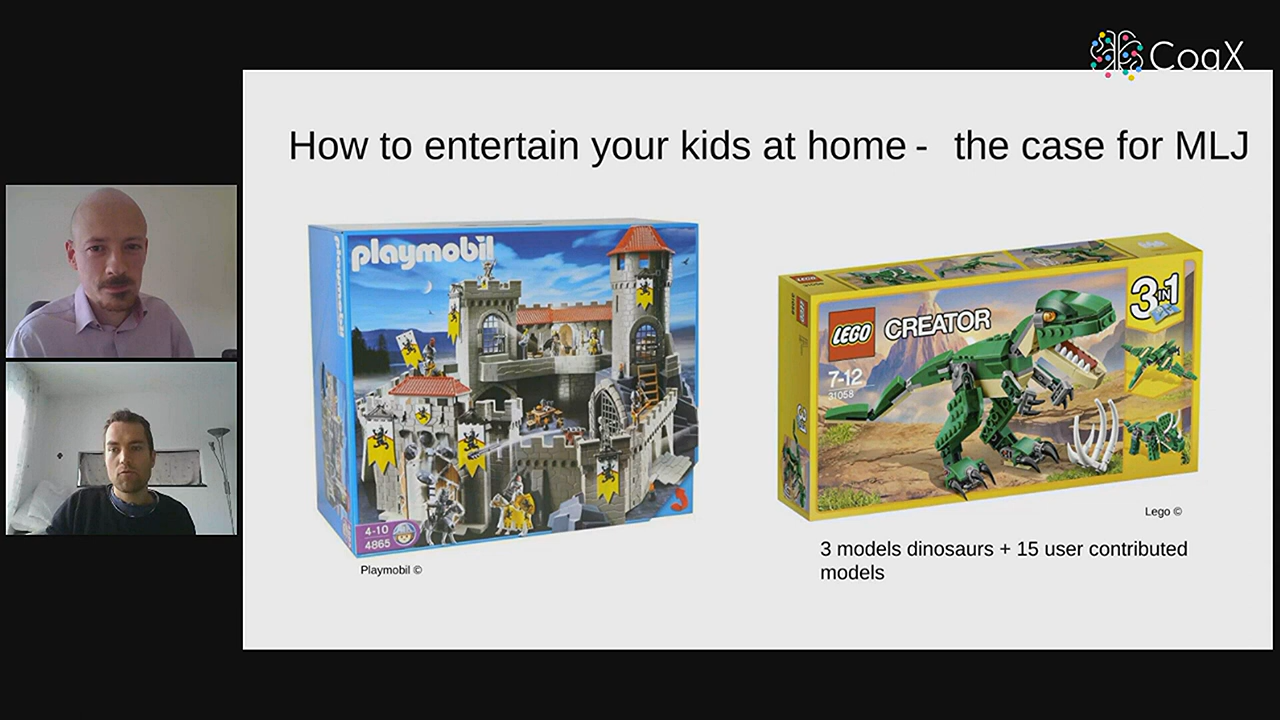 CogX
How to entertain your kids at home - the case for MLJ
playmobil
4-10
4865
Playmobil ©
LEGO
CREATOR
3 IN 1
7-12
31058
Lego ©
3 models dinosaurs + 15 user contributed
models